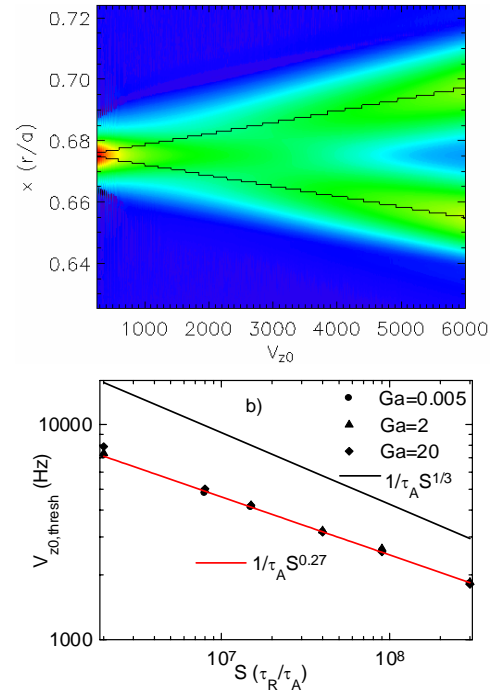 0.72
0.70
0.68
0.66
0.64
x (r/a)
1000 2000 3000 4000 5000 6000
V_z0
b)
Ga=0.005
Ga=2
Ga=20
1/τ_A S^1/3
1/τ_A S^0.27
10000
1000
V_z0,thresh (Hz)
10^7 10^8
S (τ_R/τ_A)